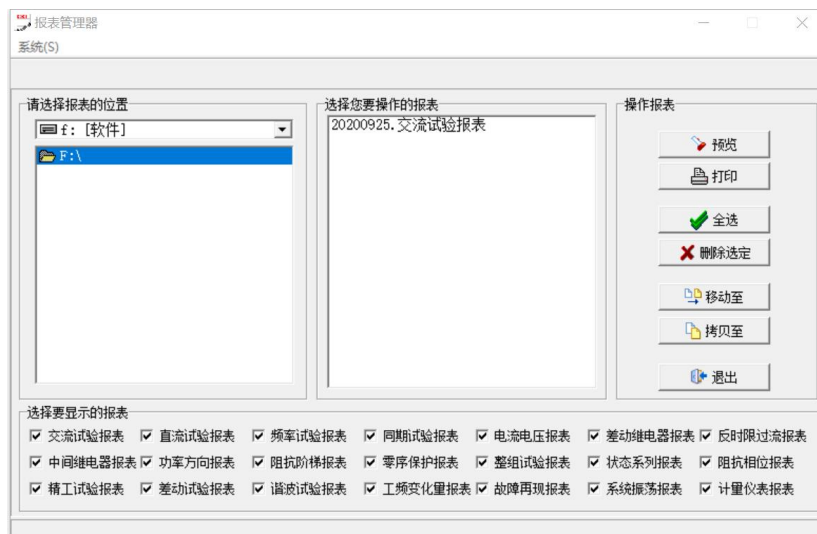 报表管理器
系统(S)
请选择报表的位置
选择您要操作的报表
操作报表
f: [软件]
F:\
20200925.交流试验报表
预览
打印
全选
删除选定
移动至
拷贝至
退出
选择要显示的报表
交流试验报表 直流试验报表 频率试验报表 同期试验报表 电流电压报表 差动继电器报表 反时限过流报表
中间继电器报表 功率方向报表 阻抗阶梯报表 零序保护报表 整组试验报表 状态系列报表 阻抗相位报表
精工试验报表 差动试验报表 谐波试验报表 工频变化量报表 故障再现报表 系统振荡报表 计量仪表报表